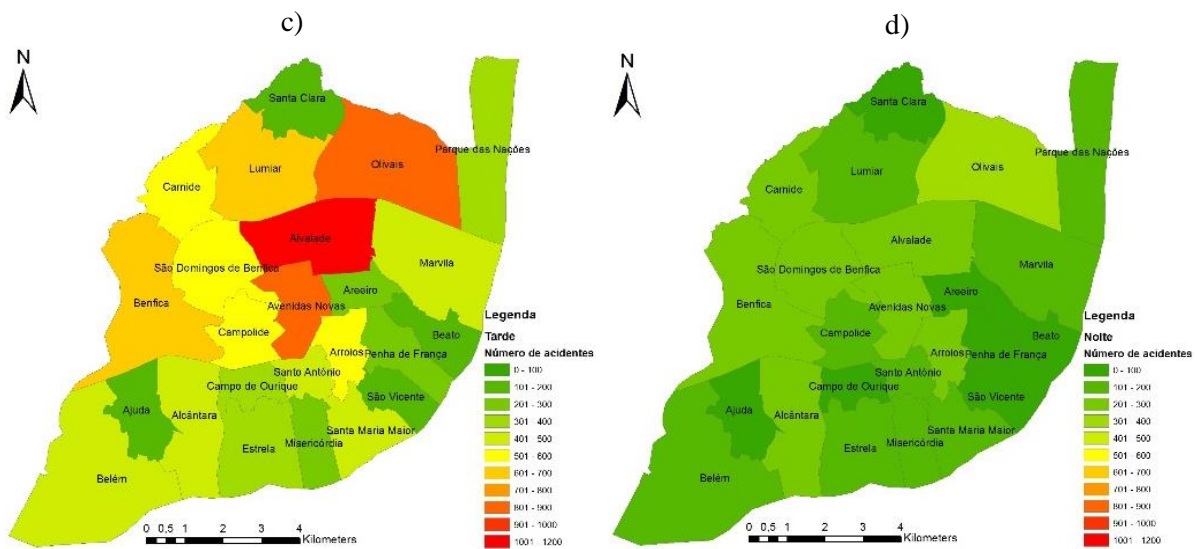 c)
N
Santa Clara
Lumiar
Olivais
Parque das Nações
Carnide
Alvalade
São Domingos de Benfica
Marvila
Benfica
Avenidas Novas
Areeiro
Campolide
Beato
Arroios
Penha de França
Santo António
Campo de Ourique
São Vicente
Ajuda
Alcântara
Santa Maria Maior
Estrela
Misericórdia
Belém
Legenda
Tarde
Número de acidentes
0 - 100
101 - 200
201 - 300
301 - 400
401 - 500
501 - 600
601 - 700
701 - 800
801 - 900
901 - 1000
1001 - 1200
0 0,5 1 2 3 4
Kilometers
d)
N
Santa Clara
Lumiar
Olivais
Parque das Nações
Carnide
Alvalade
São Domingos de Benfica
Marvila
Benfica
Avenidas Novas
Areeiro
Campolide
Beato
Arroios
Penha de França
Santo António
Campo de Ourique
São Vicente
Ajuda
Alcântara
Santa Maria Maior
Estrela
Misericórdia
Belém
Legenda
Noite
Número de acidentes
0 - 100
101 - 200
201 - 300
301 - 400
401 - 500
501 - 600
601 - 700
701 - 800
801 - 900
901 - 1000
1001 - 1200
0 0,5 1 2 3 4
Kilometers